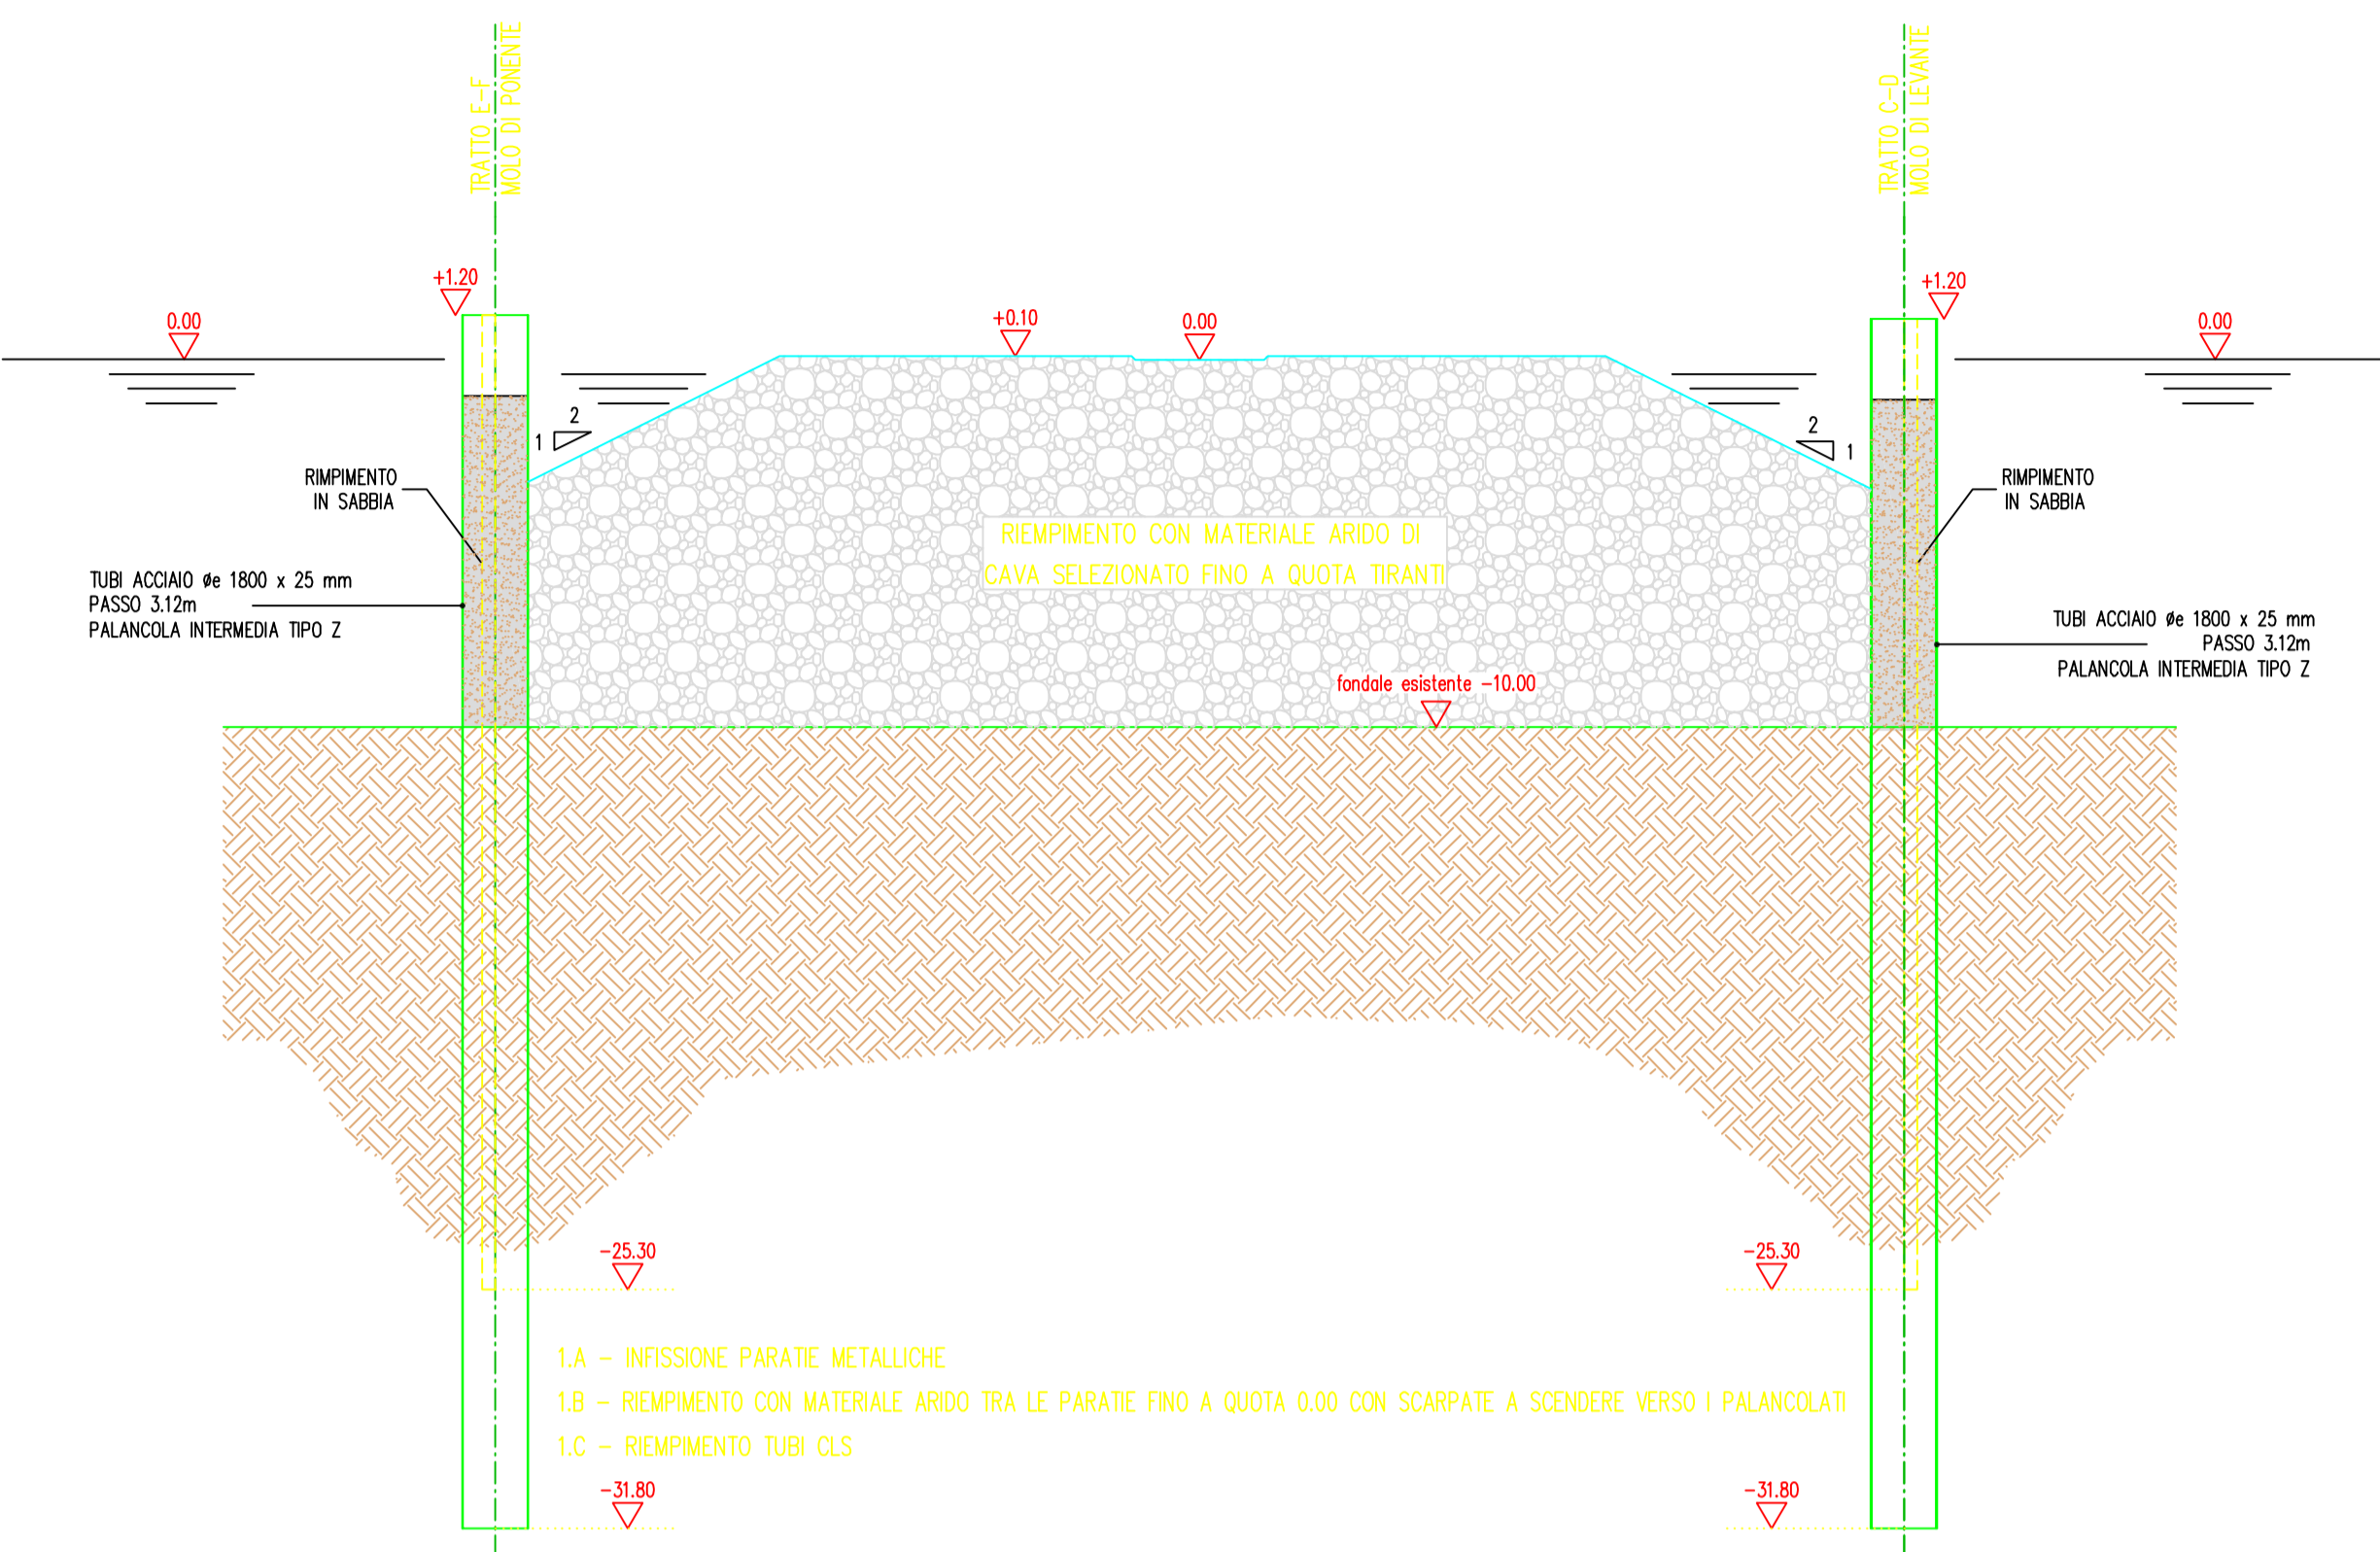 TRATTO E-F
MOLO DI PONENTE
TRATTO C-D
MOLO DI LEVANTE
+1.20
+1.20
0.00
+0.10
0.00
0.00
2
1
2
1
RIMPIMENTO
IN SABBIA
RIMPIMENTO
IN SABBIA
RIEMPIMENTO CON MATERIALE ARIDO DI
CAVA SELEZIONATO FINO A QUOTA TIRANTI
TUBI ACCIAIO øe 1800 x 25 mm
PASSO 3.12m
PALANCOLA INTERMEDIA TIPO Z
TUBI ACCIAIO øe 1800 x 25 mm
PASSO 3.12m
PALANCOLA INTERMEDIA TIPO Z
fondale esistente -10.00
-25.30
-25.30
1.A - INFISSIONE PARATIE METALLICHE
1.B - RIEMPIMENTO CON MATERIALE ARIDO TRA LE PARATIE FINO A QUOTA 0.00 CON SCARPATE A SCENDERE VERSO I PALANCOLATI
1.C - RIEMPIMENTO TUBI CLS
-31.80
-31.80